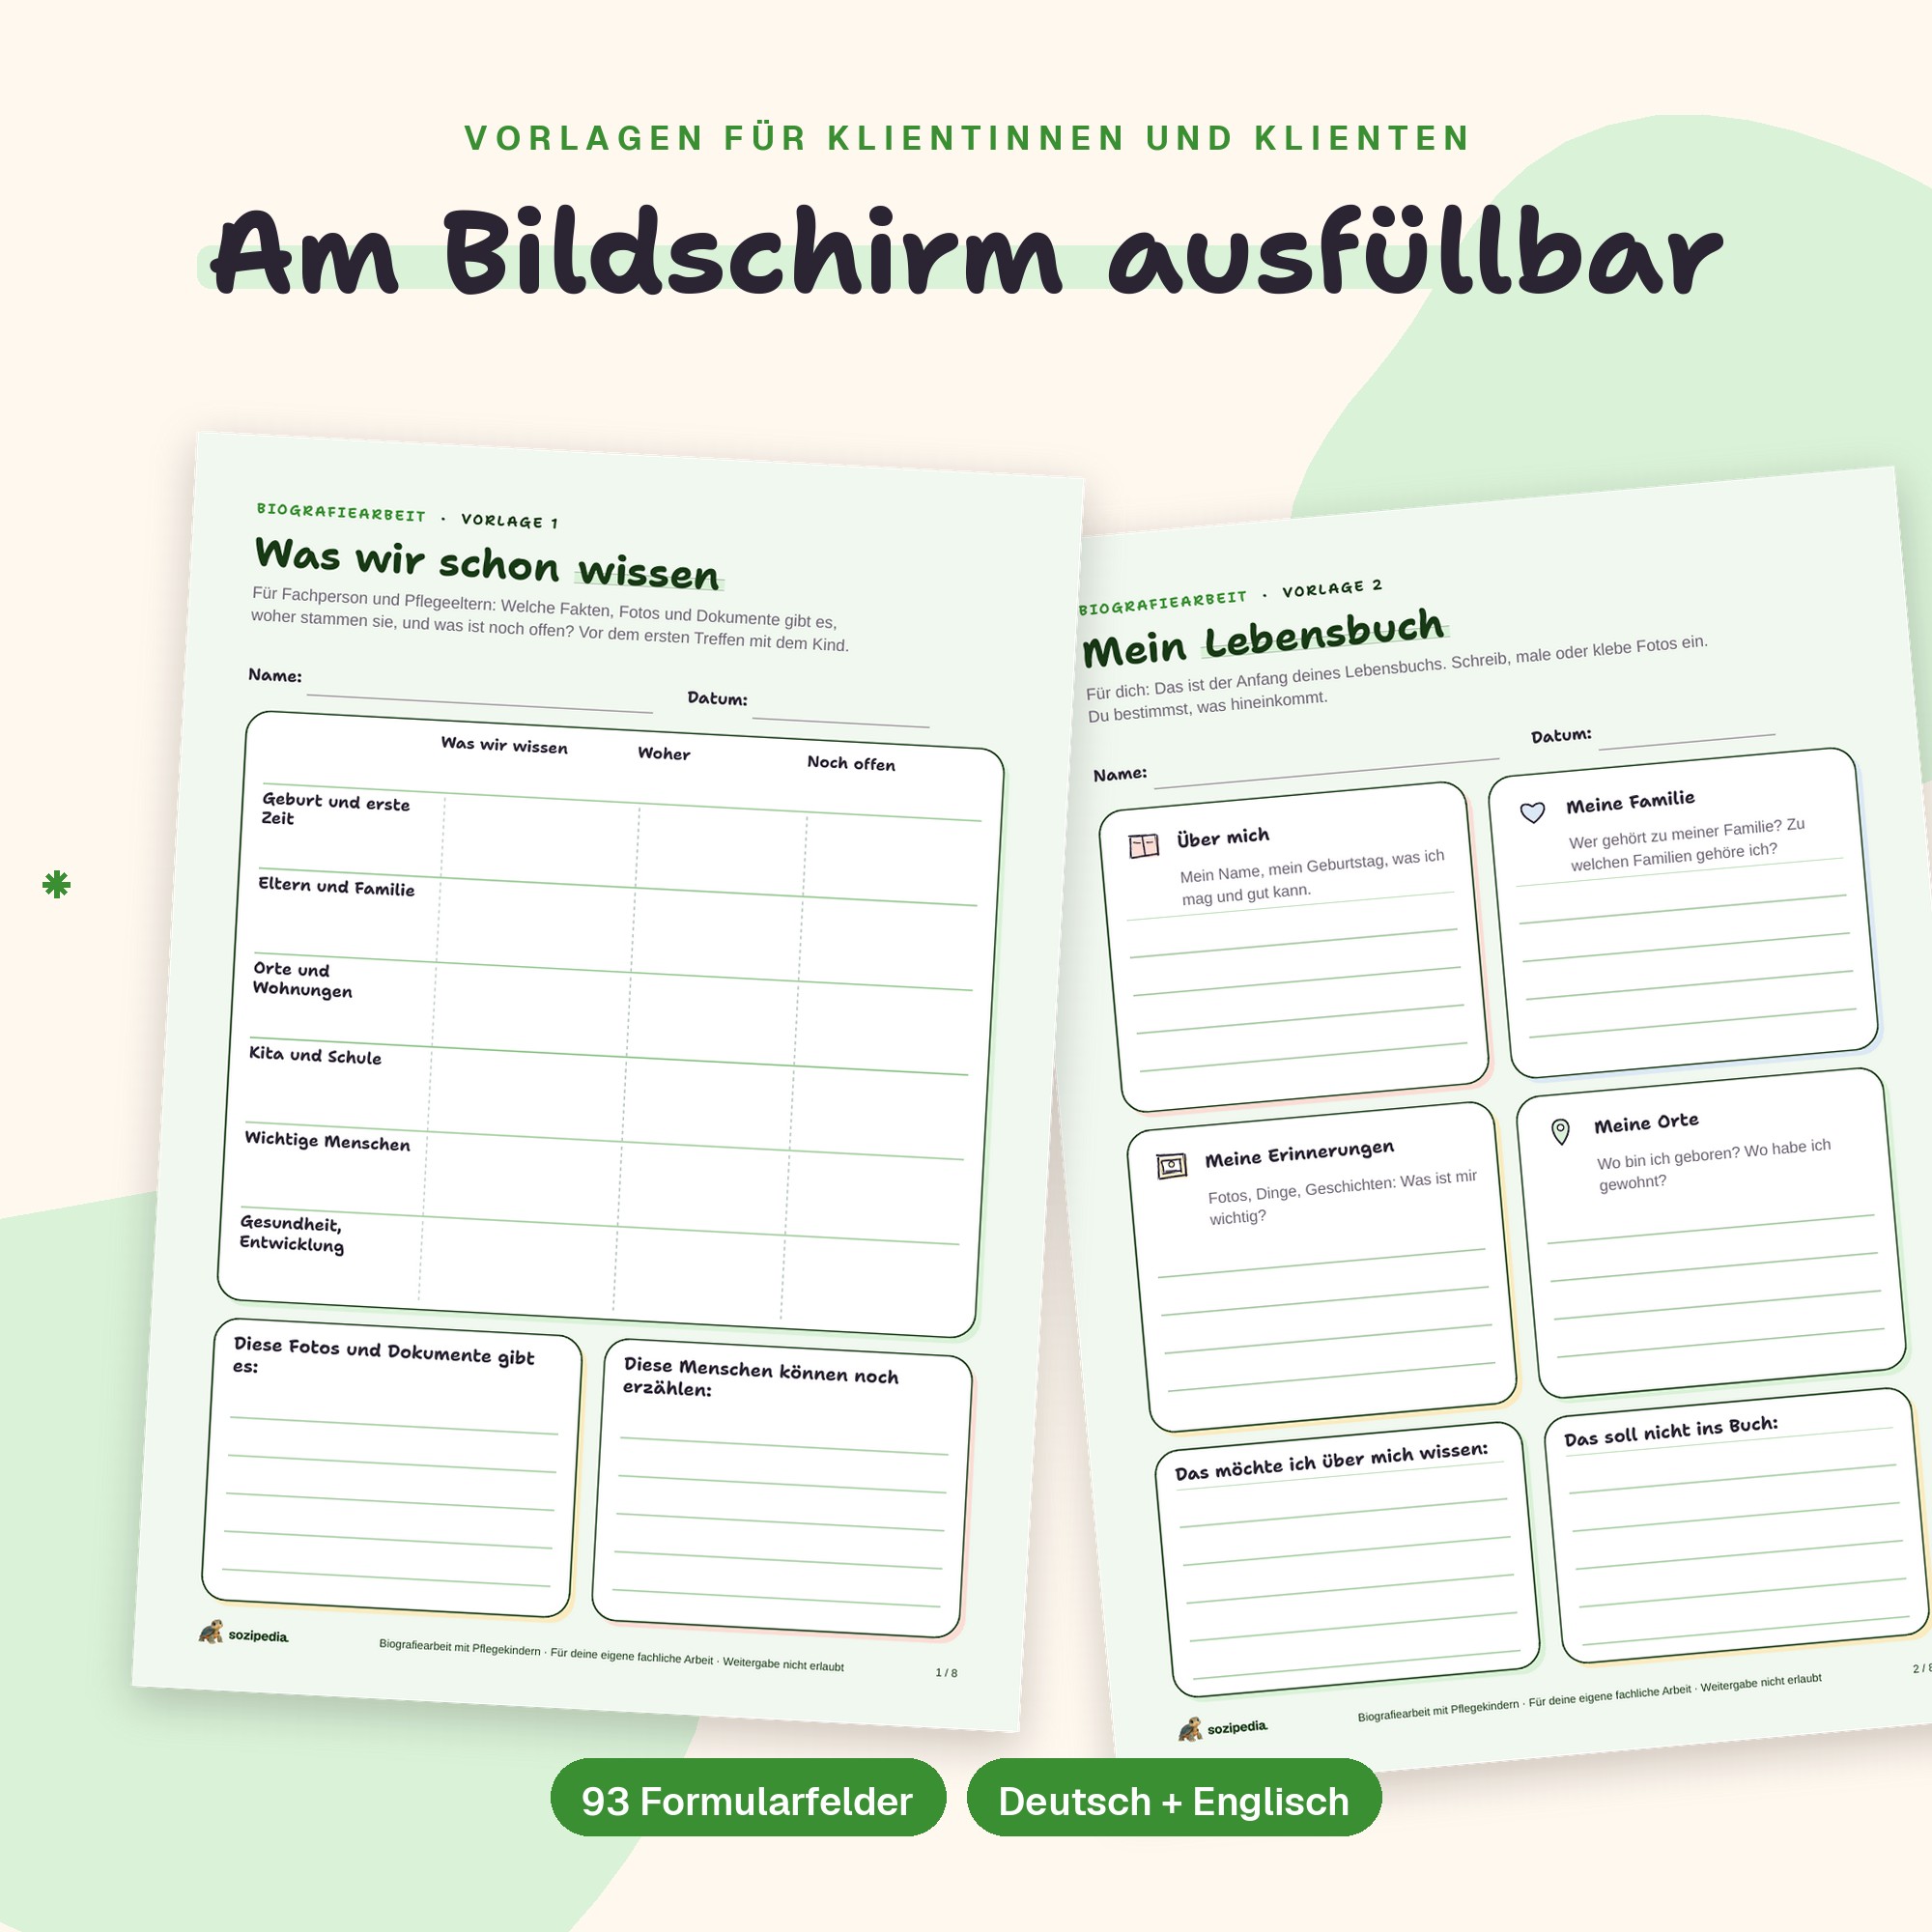 VORLAGEN FÜR KLIENTINNEN UND KLIENTEN
Am Bildschirm ausfüllbar
BIOGRAFIEARBEIT · VORLAGE 1
Was wir schon wissen
Für Fachperson und Pflegeeltern: Welche Fakten, Fotos und Dokumente gibt es,
woher stammen sie, und was ist noch offen? Vor dem ersten Treffen mit dem Kind.
Name:
Datum:
Was wir wissen
Woher
Noch offen
Geburt und erste
Zeit
Eltern und Familie
Orte und
Wohnungen
Kita und Schule
Wichtige Menschen
Gesundheit,
Entwicklung
Diese Fotos und Dokumente gibt
es:
Diese Menschen können noch
erzählen:
sozipedia.
Biografiearbeit mit Pflegekindern · Für deine eigene fachliche Arbeit · Weitergabe nicht erlaubt
1 / 8
BIOGRAFIEARBEIT · VORLAGE 2
Mein Lebensbuch
Für dich: Das ist der Anfang deines Lebensbuchs. Schreib, male oder klebe Fotos ein.
Du bestimmst, was hineinkommt.
Name:
Datum:
Über mich
Mein Name, mein Geburtstag, was ich
mag und gut kann.
Meine Familie
Wer gehört zu meiner Familie? Zu
welchen Familien gehöre ich?
Meine Erinnerungen
Fotos, Dinge, Geschichten: Was ist mir
wichtig?
Meine Orte
Wo bin ich geboren? Wo habe ich
gewohnt?
Das möchte ich über mich wissen:
Das soll nicht ins Buch:
sozipedia.
Biografiearbeit mit Pflegekindern · Für deine eigene fachliche Arbeit · Weitergabe nicht erlaubt
2 / 8
93 Formularfelder
Deutsch + Englisch